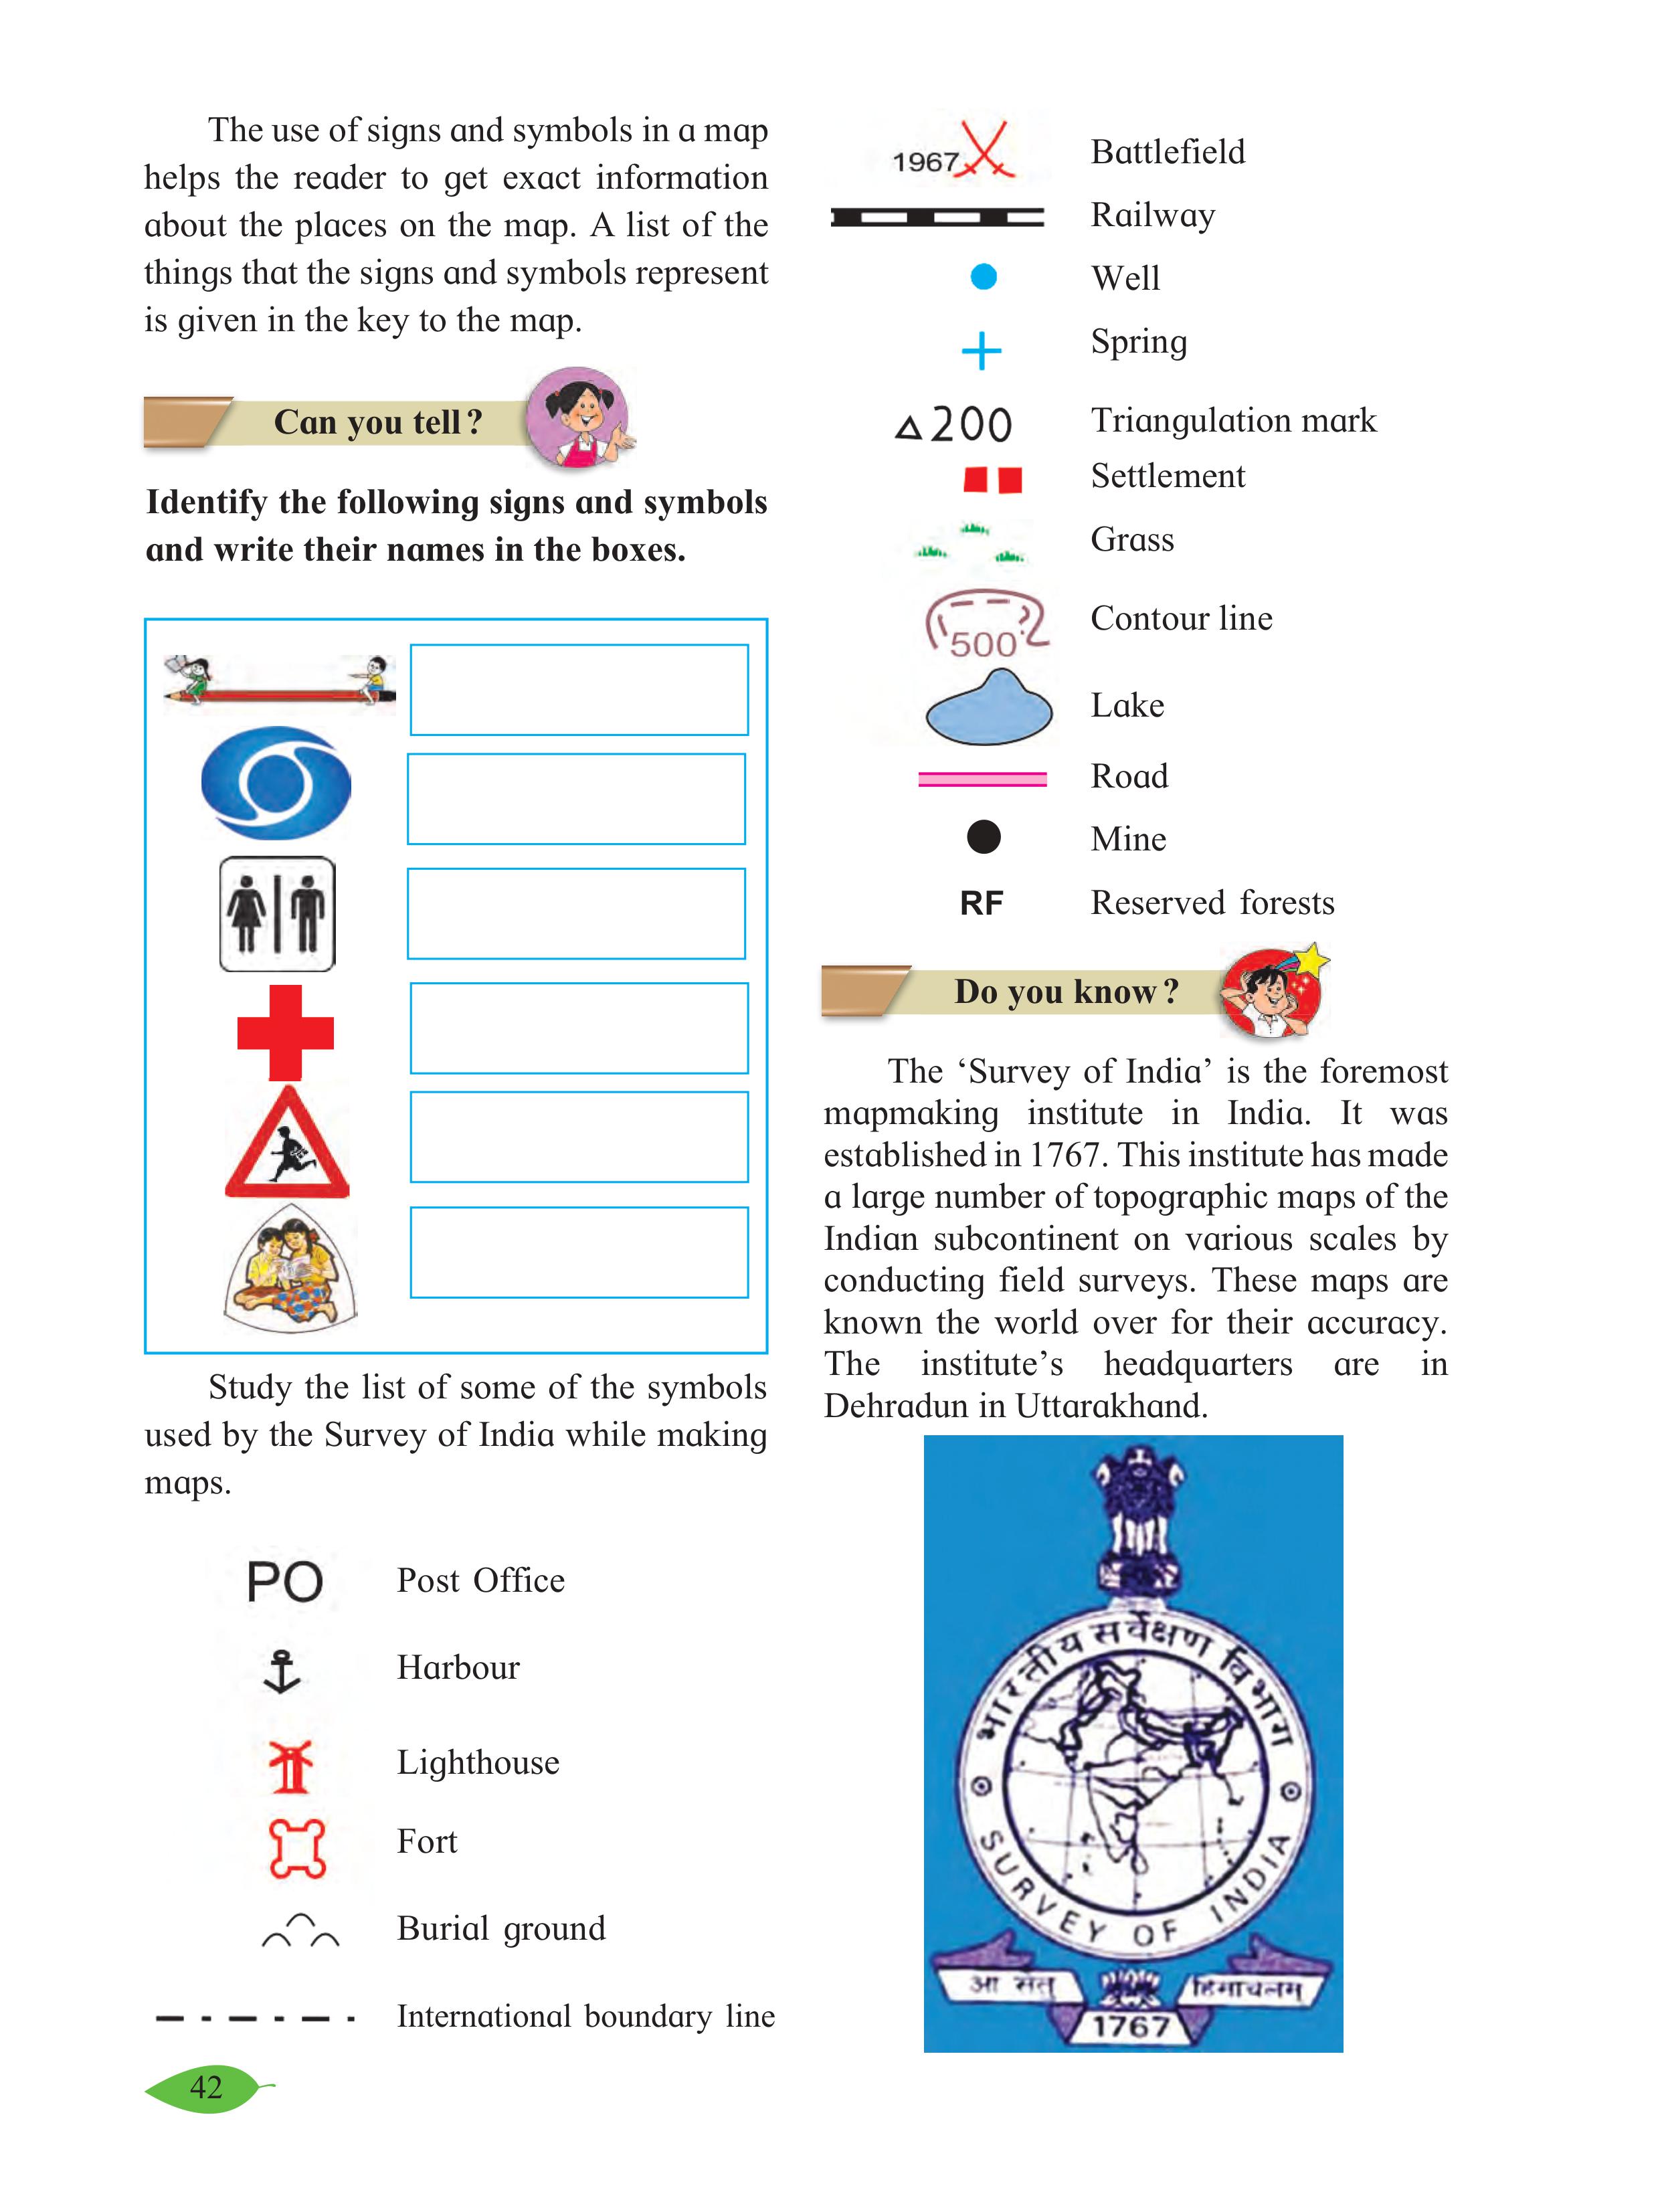 The use of signs and symbols in a map
helps the reader to get exact information
about the places on the map. A list of the
things that the signs and symbols represent
is given in the key to the map.
Can you tell?
Identify the following signs and symbols
and write their names in the boxes.
Study the list of some of the symbols
used by the Survey of India while making
maps.
PO Post Office
Harbour
Lighthouse
Fort
Burial ground
International boundary line
42
1967 Battlefield
Railway
Well
Spring
200 Triangulation mark
Settlement
Grass
500 Contour line
Lake
Road
Mine
RF Reserved forests
Do you know?
The ‘Survey of India’ is the foremost
mapmaking institute in India. It was
established in 1767. This institute has made
a large number of topographic maps of the
Indian subcontinent on various scales by
conducting field surveys. These maps are
known the world over for their accuracy.
The institute’s headquarters are in
Dehradun in Uttarakhand.
भारतीय सर्वेक्षण विभाग
SURVEY OF INDIA
आ सेतु हिमाचलम्
1767